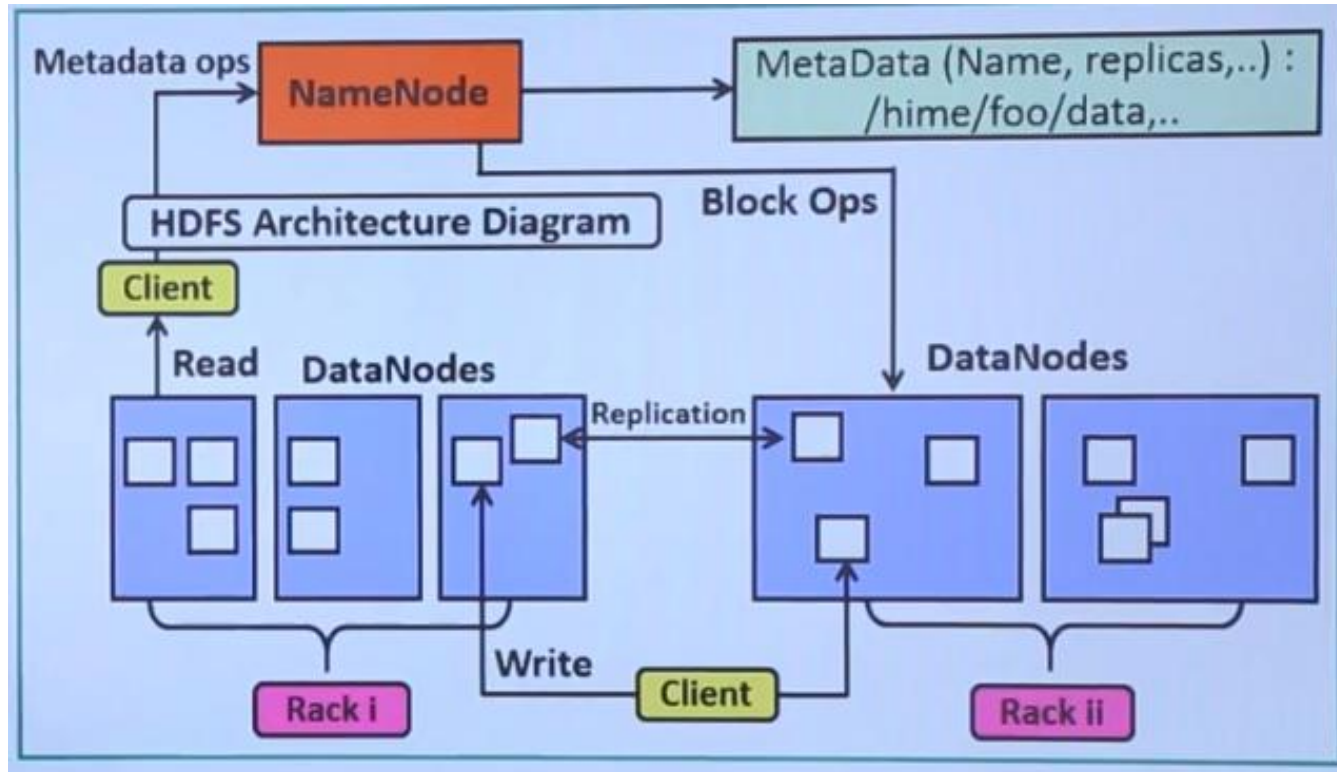 Metadata ops
NameNode
MetaData (Name, replicas,..) :
/hime/foo/data,..
HDFS Architecture Diagram
Block Ops
Client
Read
DataNodes
DataNodes
Replication
Write
Client
Rack i
Rack ii